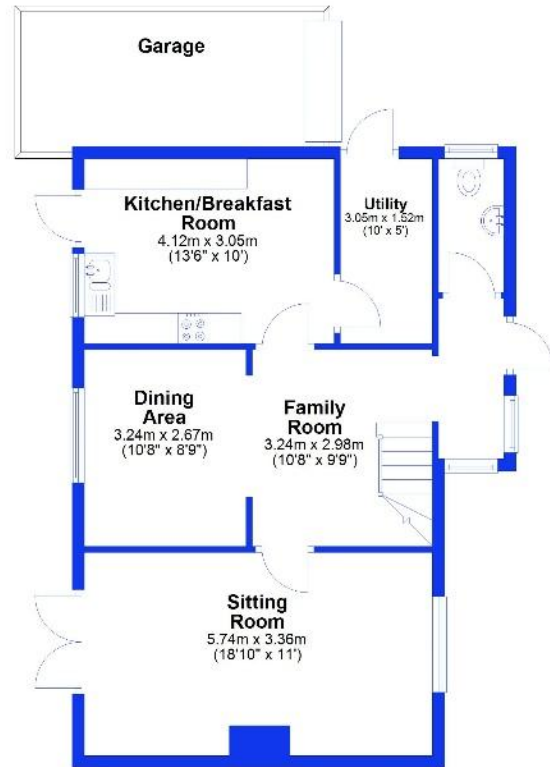 Garage
Kitchen/Breakfast
Room
4.12m x 3.05m
(13'6" x 10')
Utility
3.05m x 1.52m
(10' x 5')
Dining
Area
3.24m x 2.67m
(10'8" x 8'9")
Family
Room
3.24m x 2.98m
(10'8" x 9'9")
Sitting
Room
5.74m x 3.36m
(18'10" x 11')